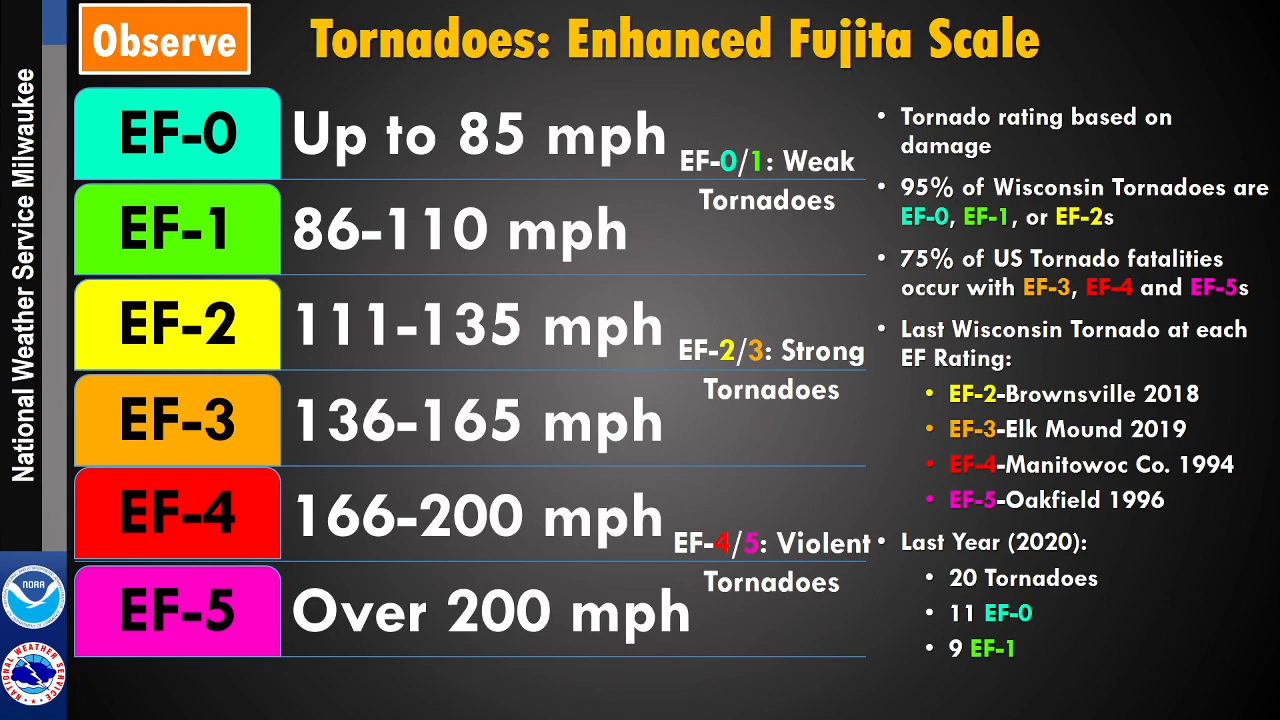 Observe
Tornadoes: Enhanced Fujita Scale
National Weather Service Milwaukee
EF-0
Up to 85 mph
EF-1
86-110 mph
EF-0/1: Weak
Tornadoes
EF-2
111-135 mph
EF-3
136-165 mph
EF-2/3: Strong
Tornadoes
EF-4
166-200 mph
EF-5
Over 200 mph
EF-4/5: Violent
Tornadoes
• Tornado rating based on
damage
• 95% of Wisconsin Tornadoes are
EF-0, EF-1, or EF-2s
• 75% of US Tornado fatalities
occur with EF-3, EF-4 and EF-5s
• Last Wisconsin Tornado at each
EF Rating:
• EF-2-Brownsville 2018
• EF-3-Elk Mound 2019
• EF-4-Manitowoc Co. 1994
• EF-5-Oakfield 1996
• Last Year (2020):
• 20 Tornadoes
• 11 EF-0
• 9 EF-1
NOAA
NATIONAL WEATHER SERVICE